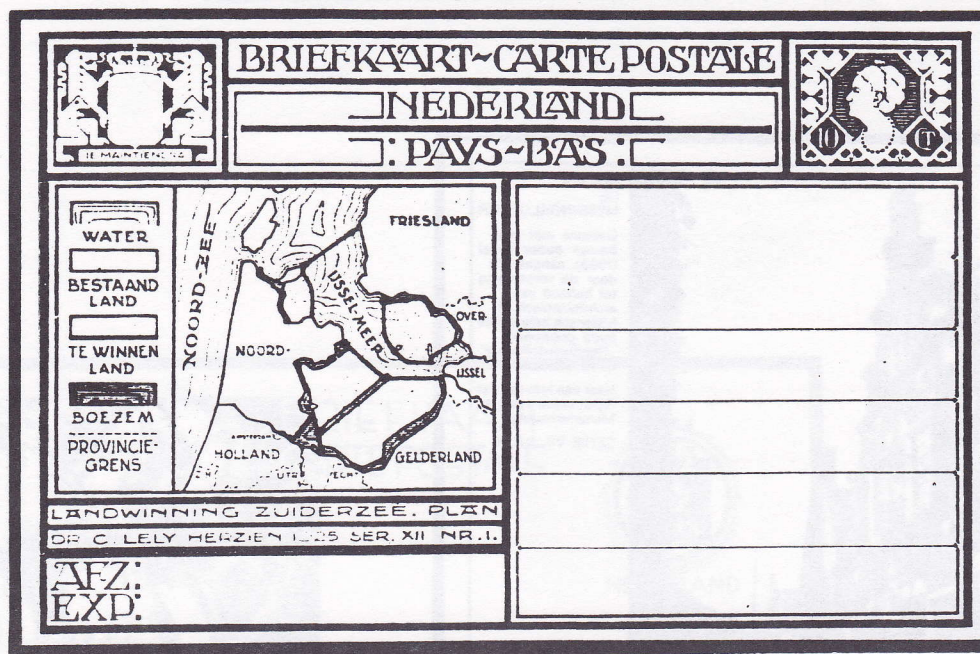 BRIEFKAART~CARTE POSTALE
NEDERLAND
: PAYS~BAS :
JE MAINTIENDRAI
10 CT
WATER
BESTAAND
LAND
TE WINNEN
LAND
BOEZEM
PROVINCIE-
GRENS
NOORD-ZEE
FRIESLAND
IJSSEL-MEER
OVER-
NOORD-
IJSSEL
HOLLAND
GELDERLAND
UTR ECHT
LANDWINNING ZUIDERZEE. PLAN
DR C. LELY HERZIEN 1925 SER. XII NR. 1.
AFZ:
EXP: